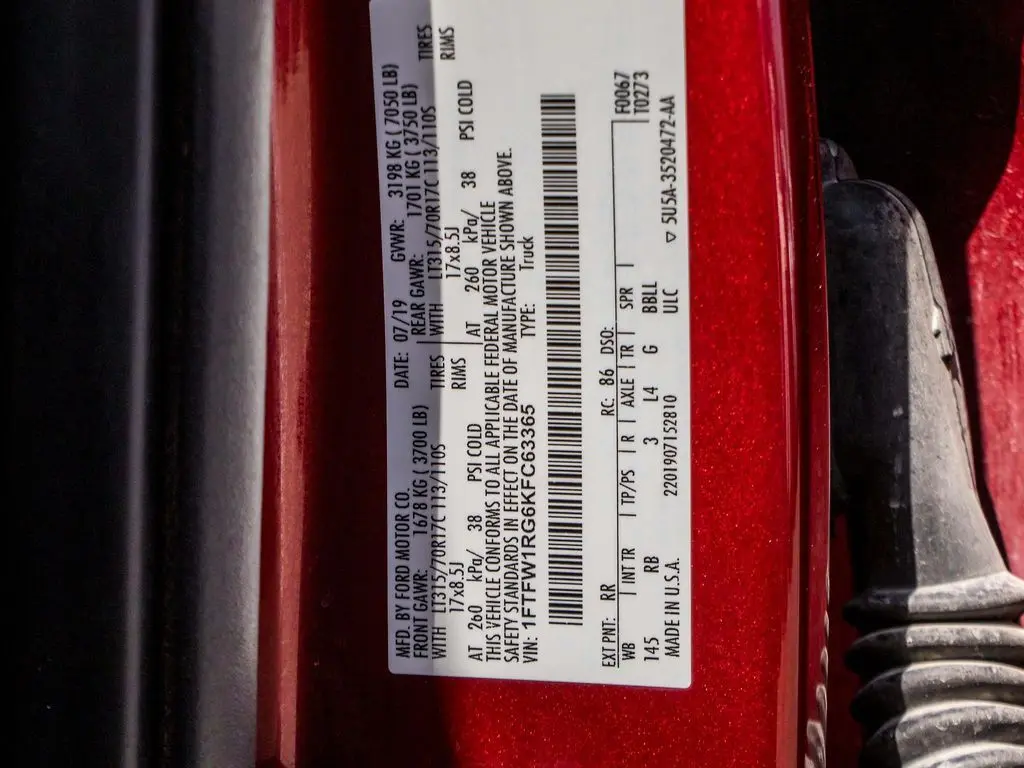 MFD. BY FORD MOTOR CO. DATE: 07/19 GVWR: 3198 KG ( 7050 LB)
FRONT GAWR: 1678 KG ( 3700 LB) REAR GAWR: 1701 KG ( 3750 LB)
WITH LT315/70R17C 113/110S TIRES WITH LT315/70R17C 113/110S TIRES
17x8.5J RIMS 17x8.5J RIMS
AT 260 kPa/ 38 PSI COLD AT 260 kPa/ 38 PSI COLD
THIS VEHICLE CONFORMS TO ALL APPLICABLE FEDERAL MOTOR VEHICLE
SAFETY STANDARDS IN EFFECT ON THE DATE OF MANUFACTURE SHOWN ABOVE.
VIN: 1FTFW1RG6KFC63365 TYPE: Truck
EXT PNT: RR RC: 86 DSO: F0067
WB INT TR TP/PS R AXLE TR SPR T0273
145 RB 3 L4 G BBLL
MADE IN U.S.A. 2201907152810 ULC ▽ 5U5A-3520472-AA